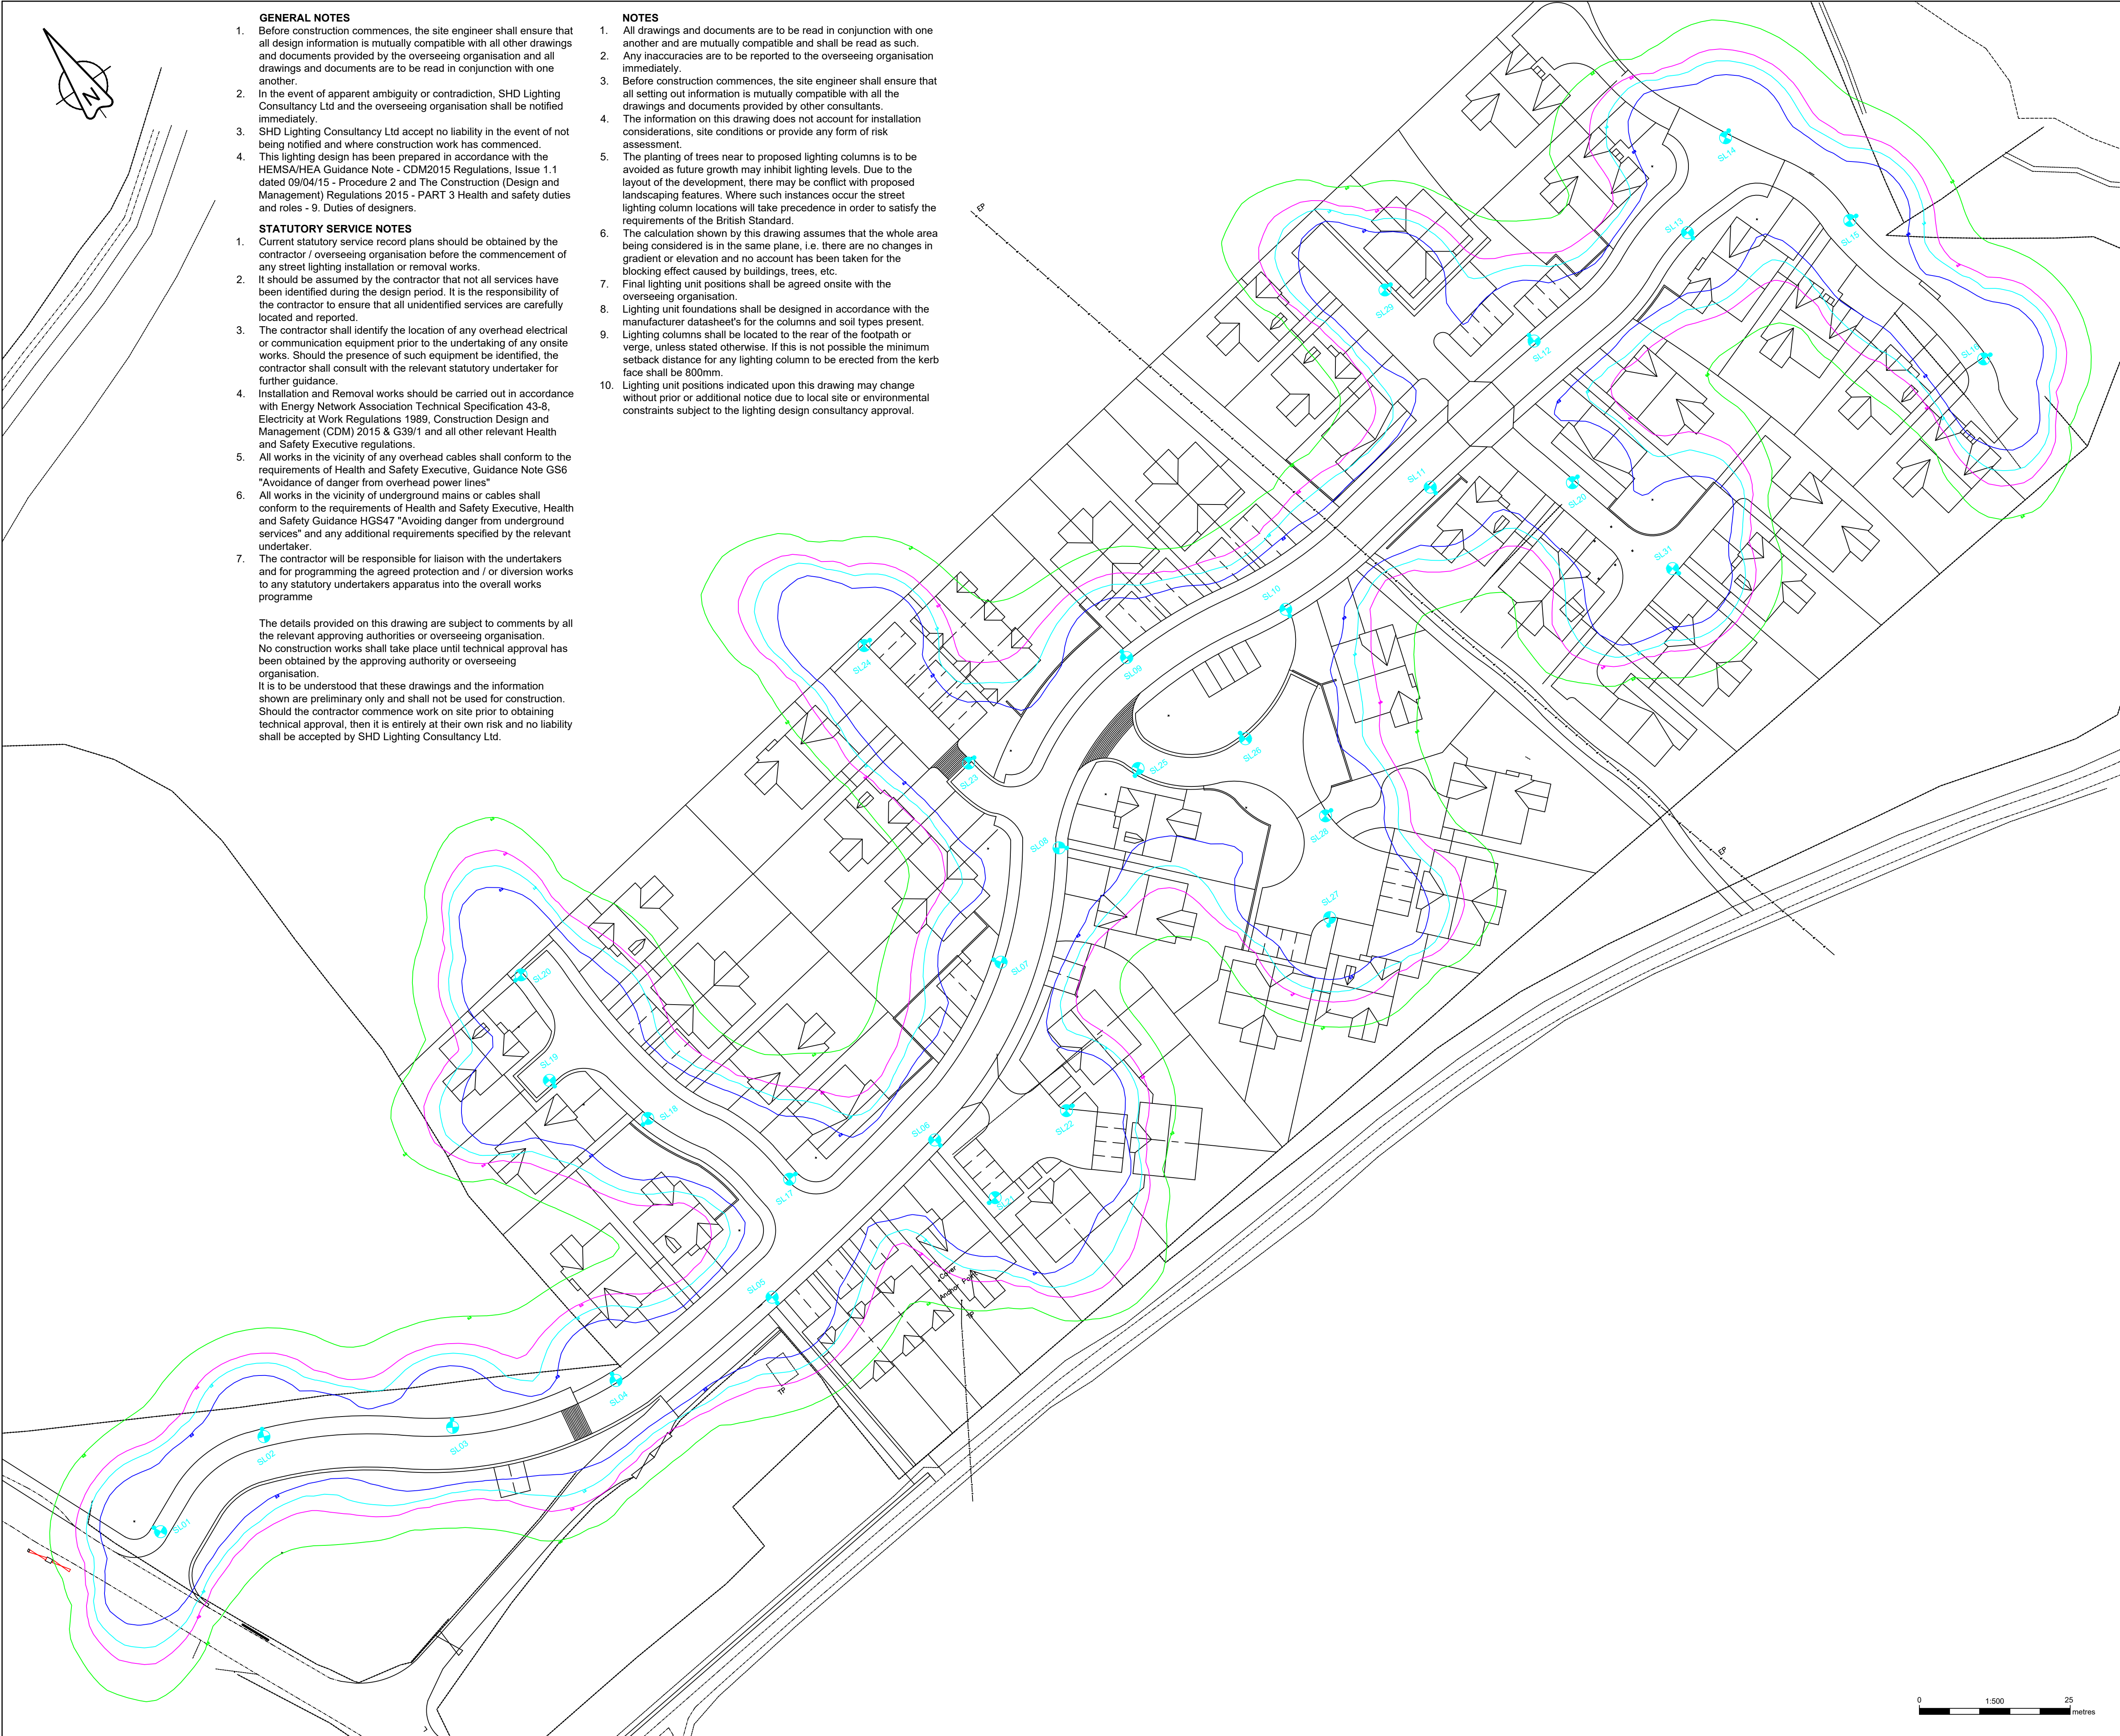 GENERAL NOTES
1. Before construction commences, the site engineer shall ensure that
all design information is mutually compatible with all other drawings
and documents provided by the overseeing organisation and all
drawings and documents are to be read in conjunction with one
another.
2. In the event of apparent ambiguity or contradiction, SHD Lighting
Consultancy Ltd and the overseeing organisation shall be notified
immediately.
3. SHD Lighting Consultancy Ltd accept no liability in the event of not
being notified and where construction work has commenced.
4. This lighting design has been prepared in accordance with the
HEMSA/HEA Guidance Note - CDM2015 Regulations, Issue 1.1
dated 09/04/15 - Procedure 2 and The Construction (Design and
Management) Regulations 2015 - PART 3 Health and safety duties
and roles - 9. Duties of designers.
STATUTORY SERVICE NOTES
1. Current statutory service record plans should be obtained by the
contractor / overseeing organisation before the commencement of
any street lighting installation or removal works.
2. It should be assumed by the contractor that not all services have
been identified during the design period. It is the responsibility of
the contractor to ensure that all unidentified services are carefully
located and reported.
3. The contractor shall identify the location of any overhead electrical
or communication equipment prior to the undertaking of any onsite
works. Should the presence of such equipment be identified, the
contractor shall consult with the relevant statutory undertaker for
further guidance.
4. Installation and Removal works should be carried out in accordance
with Energy Network Association Technical Specification 43-8,
Electricity at Work Regulations 1989, Construction Design and
Management (CDM) 2015 & G39/1 and all other relevant Health
and Safety Executive regulations.
5. All works in the vicinity of any overhead cables shall conform to the
requirements of Health and Safety Executive, Guidance Note GS6
"Avoidance of danger from overhead power lines"
6. All works in the vicinity of underground mains or cables shall
conform to the requirements of Health and Safety Executive, Health
and Safety Guidance HGS47 "Avoiding danger from underground
services" and any additional requirements specified by the relevant
undertaker.
7. The contractor will be responsible for liaison with the undertakers
and for programming the agreed protection and / or diversion works
to any statutory undertakers apparatus into the overall works
programme
The details provided on this drawing are subject to comments by all
the relevant approving authorities or overseeing organisation.
No construction works shall take place until technical approval has
been obtained by the approving authority or overseeing
organisation.
It is to be understood that these drawings and the information
shown are preliminary only and shall not be used for construction.
Should the contractor commence work on site prior to obtaining
technical approval, then it is entirely at their own risk and no liability
shall be accepted by SHD Lighting Consultancy Ltd.
NOTES
1. All drawings and documents are to be read in conjunction with one
another and are mutually compatible and shall be read as such.
2. Any inaccuracies are to be reported to the overseeing organisation
immediately.
3. Before construction commences, the site engineer shall ensure that
all setting out information is mutually compatible with all the
drawings and documents provided by other consultants.
4. The information on this drawing does not account for installation
considerations, site conditions or provide any form of risk
assessment.
5. The planting of trees near to proposed lighting columns is to be
avoided as future growth may inhibit lighting levels. Due to the
layout of the development, there may be conflict with proposed
landscaping features. Where such instances occur the street
lighting column locations will take precedence in order to satisfy the
requirements of the British Standard.
6. The calculation shown by this drawing assumes that the whole area
being considered is in the same plane, i.e. there are no changes in
gradient or elevation and no account has been taken for the
blocking effect caused by buildings, trees, etc.
7. Final lighting unit positions shall be agreed onsite with the
overseeing organisation.
8. Lighting unit foundations shall be designed in accordance with the
manufacturer datasheet's for the columns and soil types present.
9. Lighting columns shall be located to the rear of the footpath or
verge, unless stated otherwise. If this is not possible the minimum
setback distance for any lighting column to be erected from the kerb
face shall be 800mm.
10. Lighting unit positions indicated upon this drawing may change
without prior or additional notice due to local site or environmental
constraints subject to the lighting design consultancy approval.
N
EP
SL14
SL13
SL15
SL29
SL12
SL16
SL11
SL20
SL31
SL10
SL24
SL09
SL26
SL25
SL23
SL28
SL08
EP
SL27
SL07
SL20
SL19
SL18
SL06
SL22
SL17
SL21
SL05
Cover
Anchor Point
TP
TP
SL04
SL03
SL02
SL01
0 1:500 25
metres